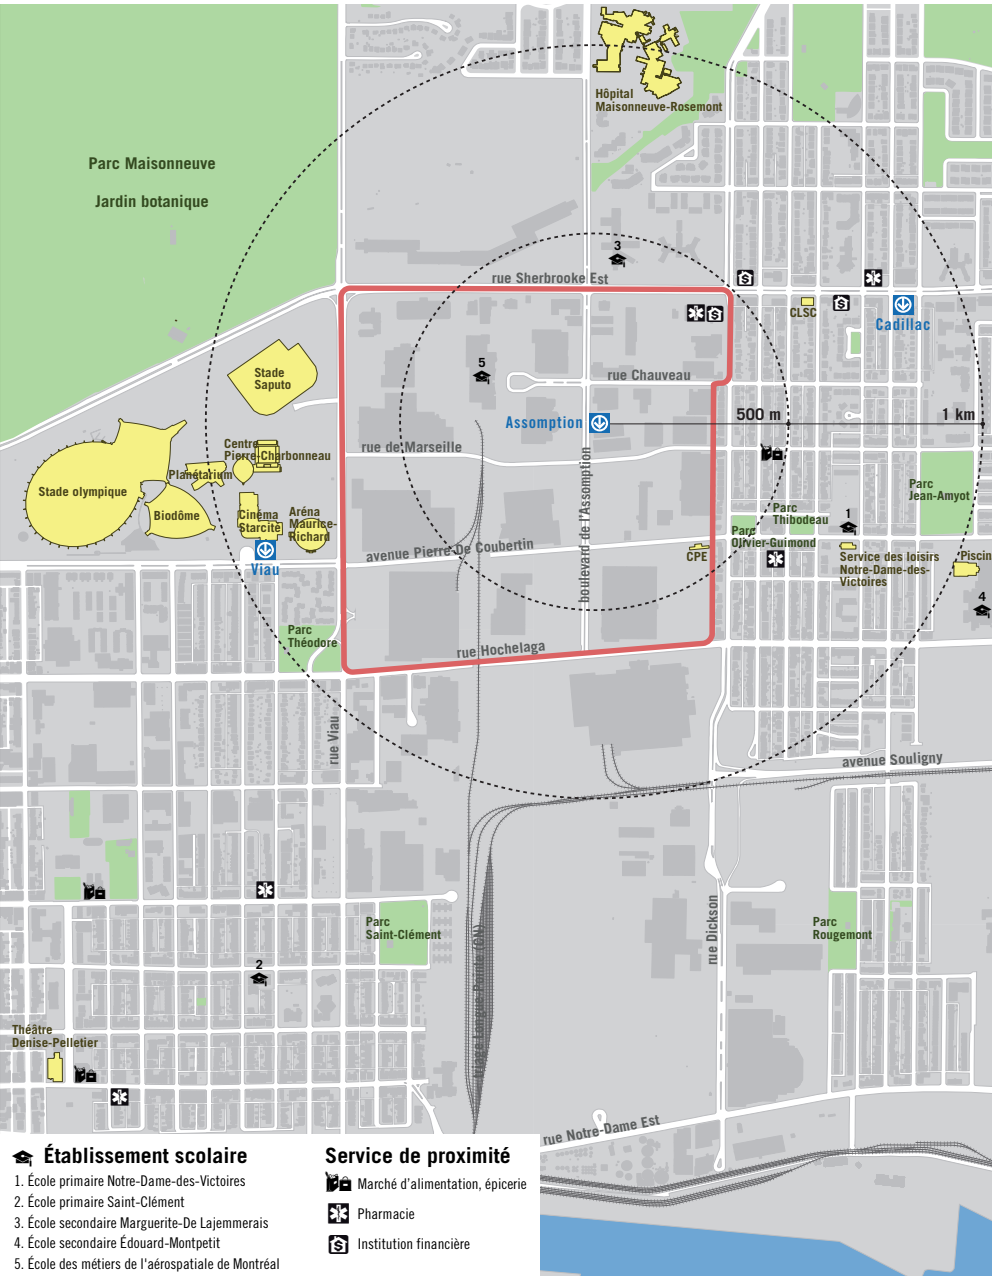 Hôpital
Maisonneuve-Rosemont
Parc Maisonneuve
Jardin botanique
3
rue Sherbrooke Est
CLSC
Cadillac
5
Stade
Saputo
rue Chauveau
500 m
1 km
Assomption
Centre
Pierre-Charbonneau
rue de Marseille
Planétarium
Stade olympique
Biodôme
Cinéma
Starcité
Aréna
Maurice-
Richard
Viau
Parc
Jean-Amyot
Parc
Thibodeau
1
Parc
Olivier-Guimond
avenue Pierre-De Coubertin
boulevard de l'Assomption
CPE
Service des loisirs
Notre-Dame-des-
Victoires
Piscin
4
Parc
Théodore
rue Hochelaga
rue Viau
avenue Souligny
Parc
Saint-Clément
Parc
Rougemont
rue Dickson
triage Longue-Pointe (CN)
2
Théâtre
Denise-Pelletier
rue Notre-Dame Est
Établissement scolaire
1. École primaire Notre-Dame-des-Victoires
2. École primaire Saint-Clément
3. École secondaire Marguerite-De Lajemmerais
4. École secondaire Édouard-Montpetit
5. École des métiers de l'aérospatiale de Montréal
Service de proximité
Marché d'alimentation, épicerie
Pharmacie
Institution financière